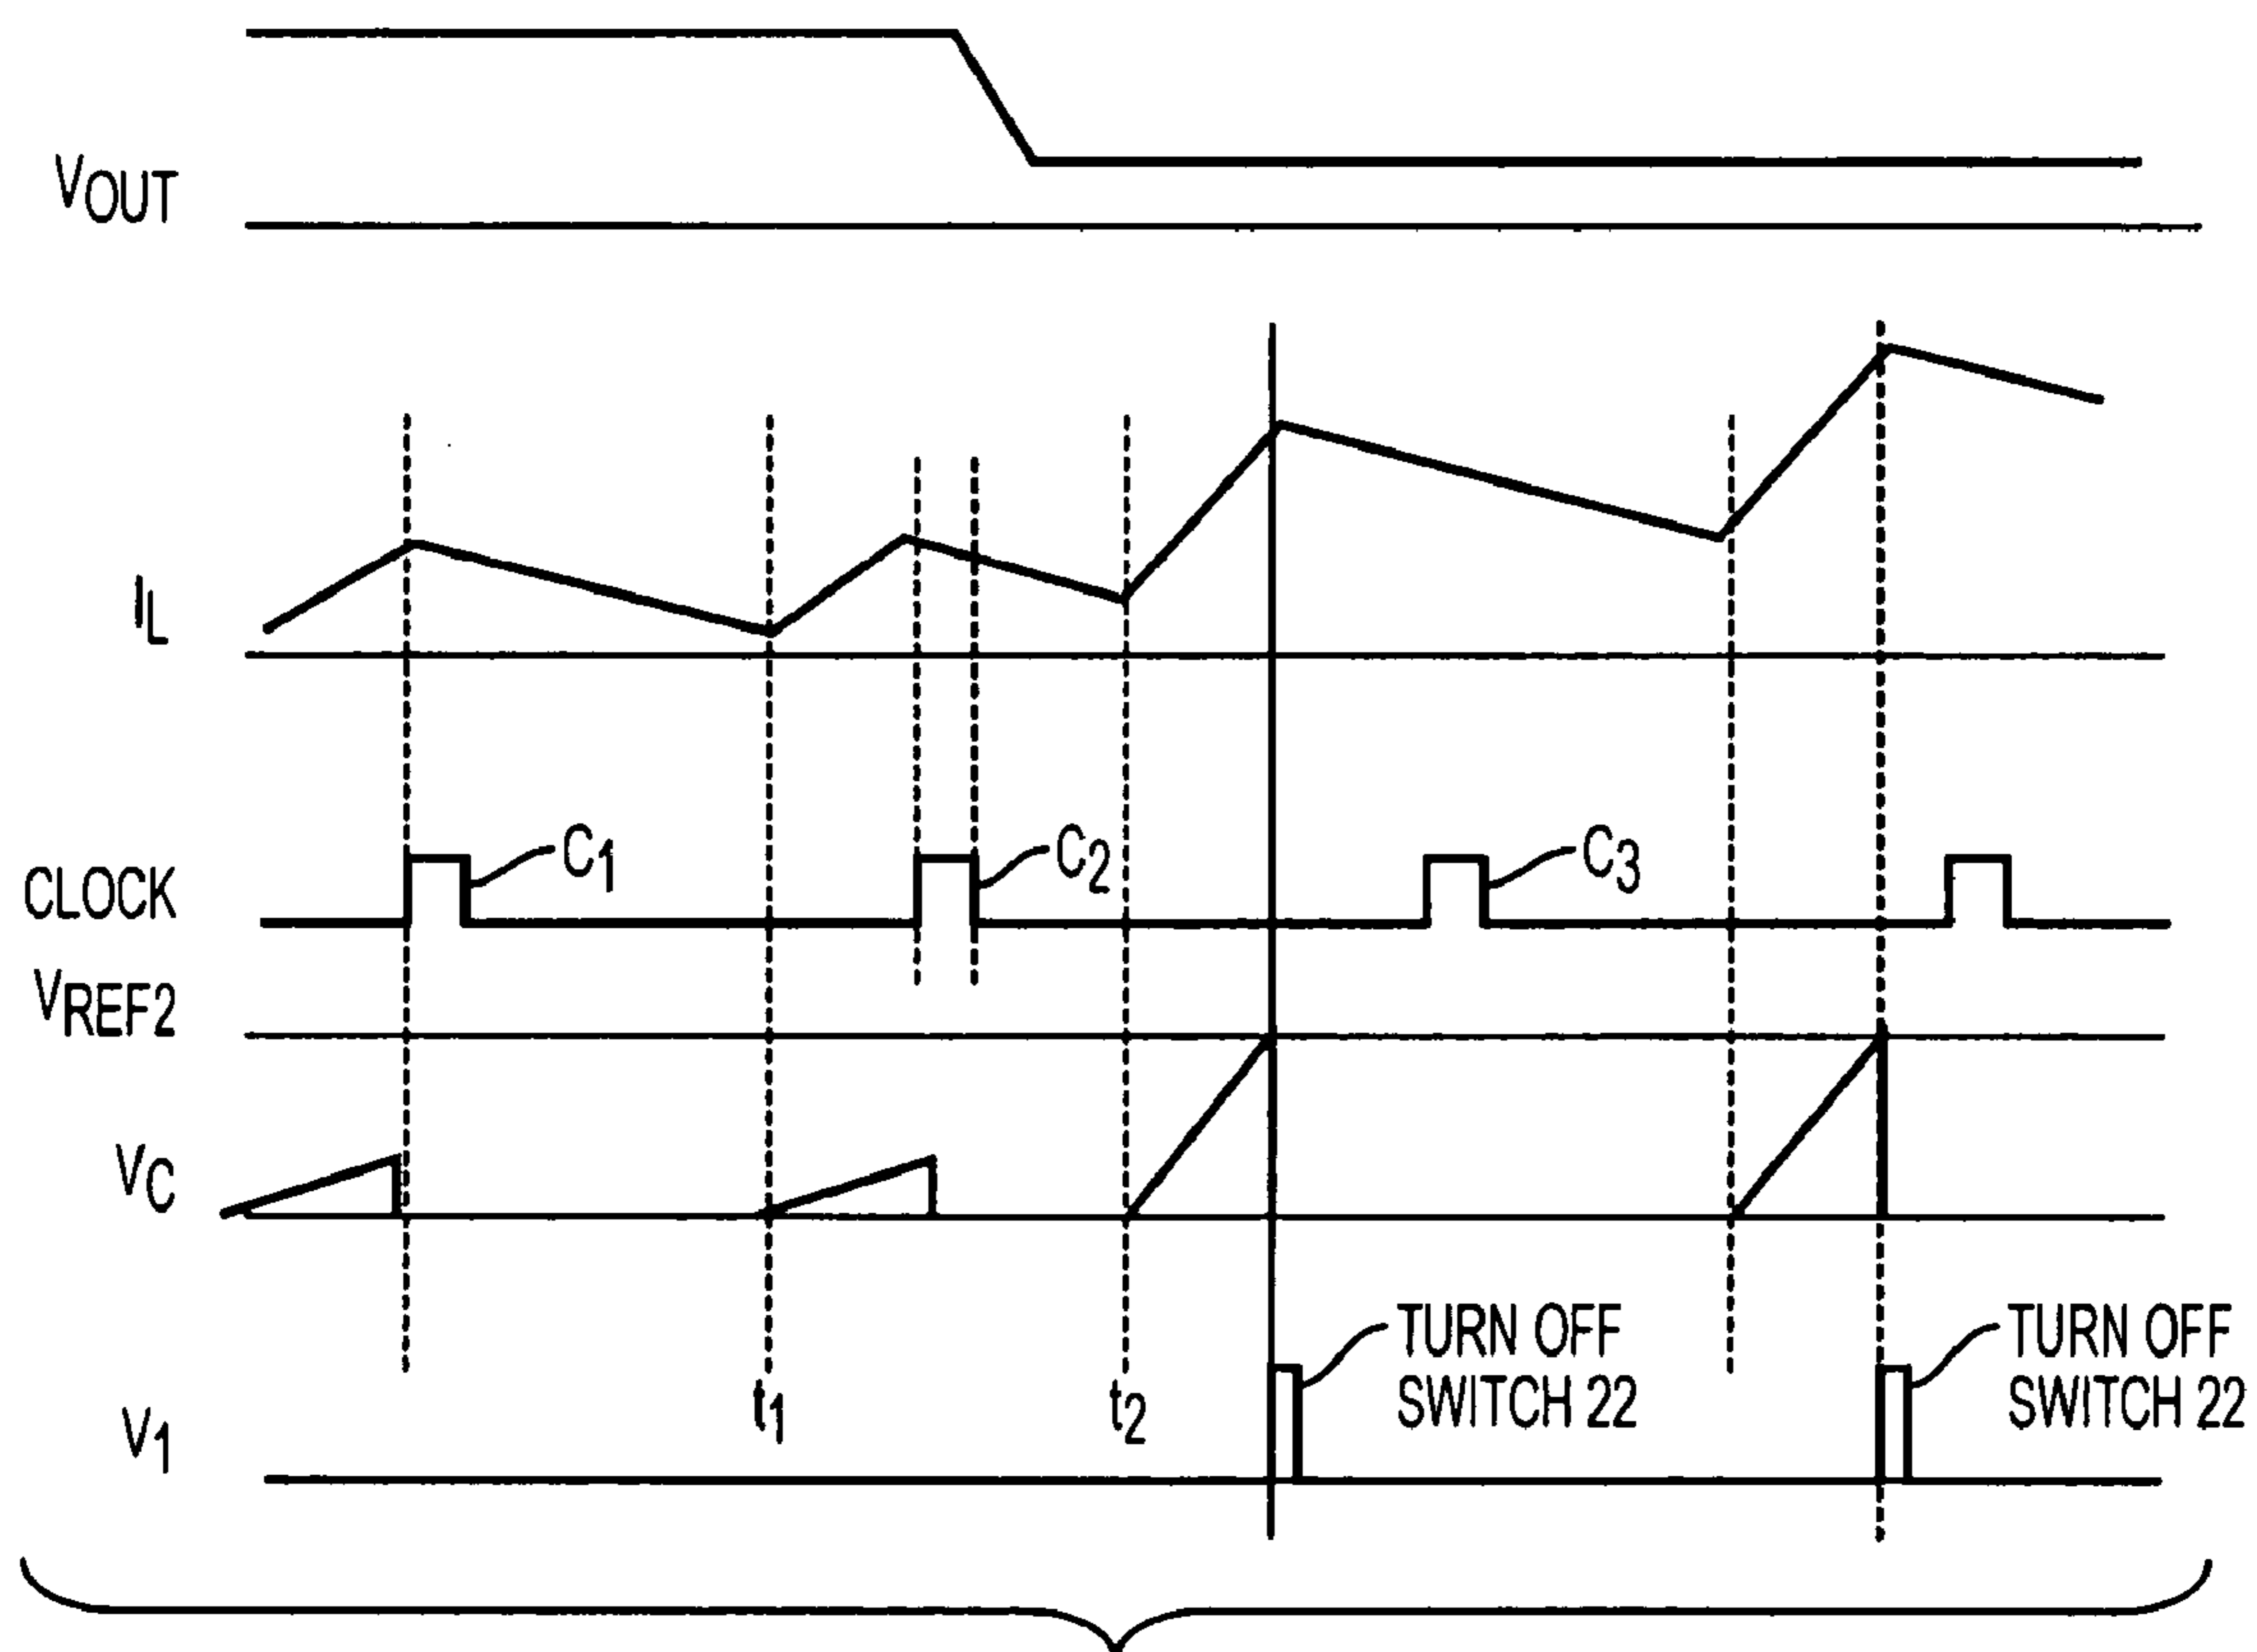 VOUT
IL
CLOCK
C1
C2
C3
VREF2
VC
t1
t2
TURN OFF
SWITCH 22
TURN OFF
SWITCH 22
V1